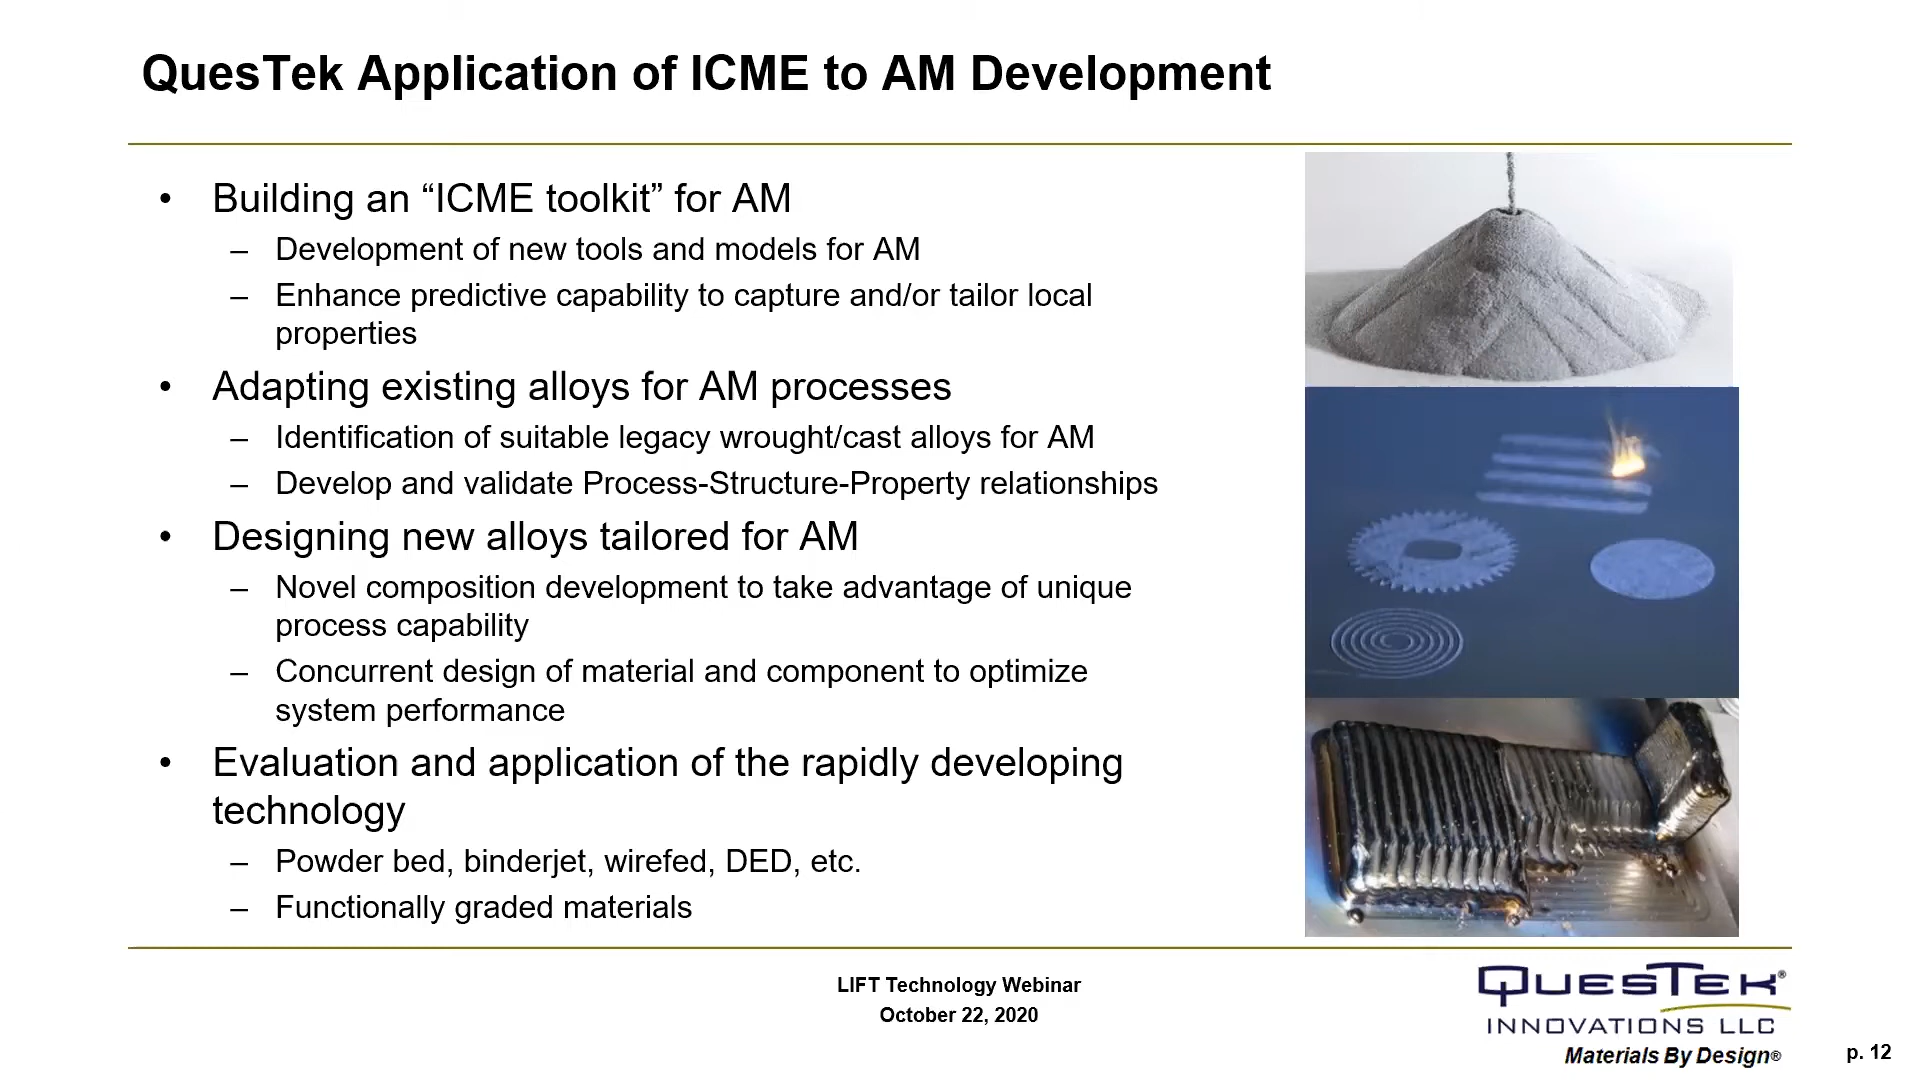 QuesTek Application of ICME to AM Development
• Building an “ICME toolkit” for AM
– Development of new tools and models for AM
– Enhance predictive capability to capture and/or tailor local
properties
• Adapting existing alloys for AM processes
– Identification of suitable legacy wrought/cast alloys for AM
– Develop and validate Process-Structure-Property relationships
• Designing new alloys tailored for AM
– Novel composition development to take advantage of unique
process capability
– Concurrent design of material and component to optimize
system performance
• Evaluation and application of the rapidly developing
technology
– Powder bed, binderjet, wirefed, DED, etc.
– Functionally graded materials
LIFT Technology Webinar
October 22, 2020
QUESTEK®
INNOVATIONS LLC
Materials By Design®
p. 12